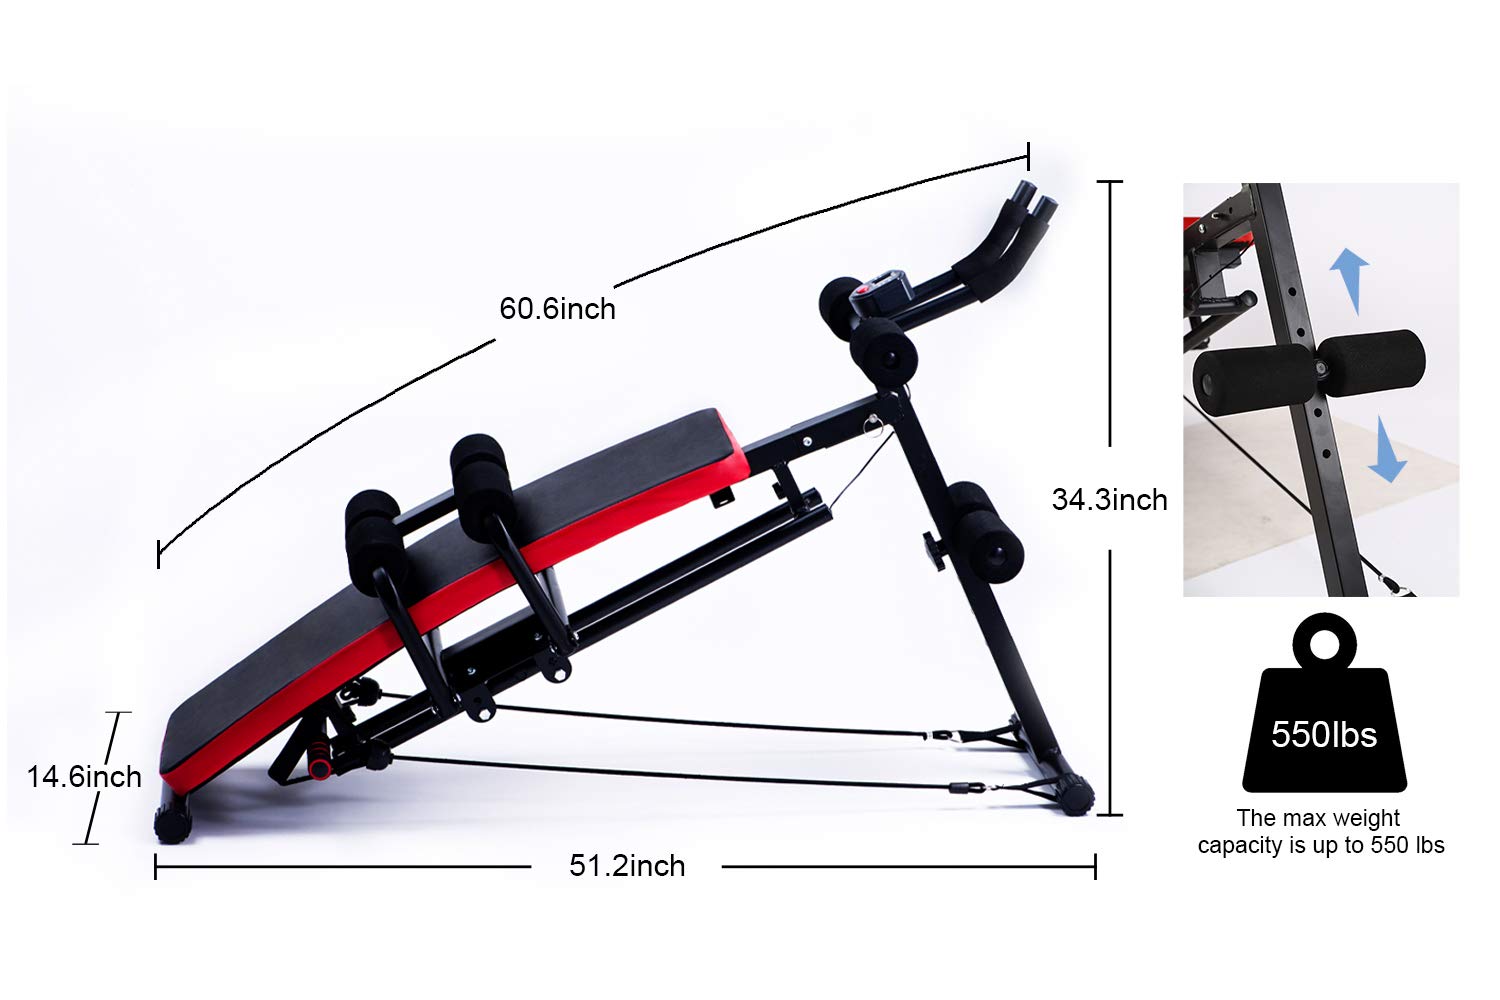 60.6inch
34.3inch
14.6inch
51.2inch
550lbs
The max weight
capacity is up to 550 lbs